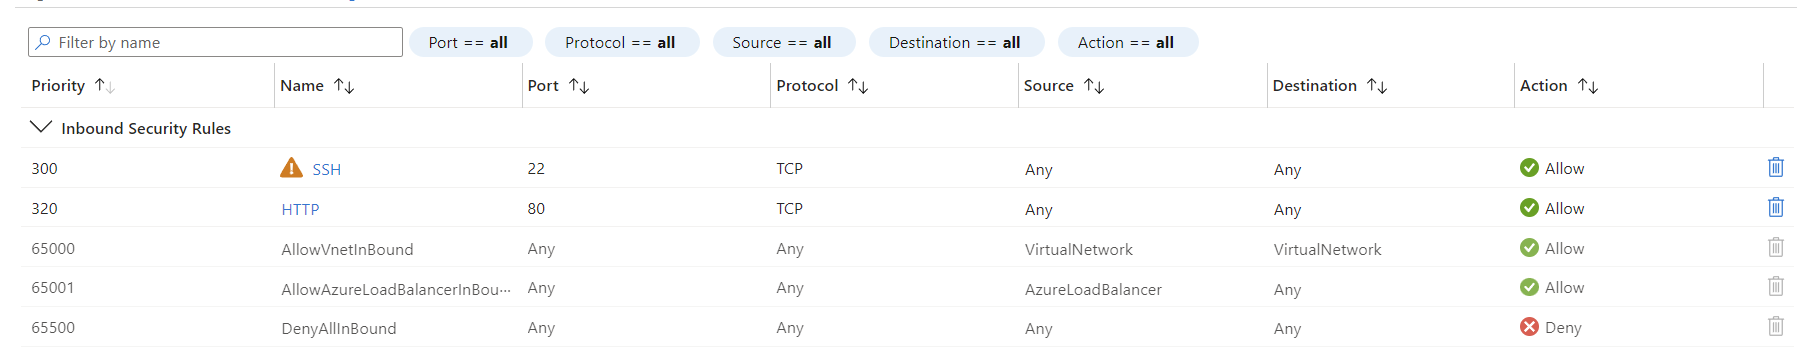 Filter by name Port == all Protocol == all Source == all Destination == all Action == all
Priority Name Port Protocol Source Destination Action
Inbound Security Rules
300 SSH 22 TCP Any Any Allow
320 HTTP 80 TCP Any Any Allow
65000 AllowVnetInBound Any Any VirtualNetwork VirtualNetwork Allow
65001 AllowAzureLoadBalancerInBou... Any Any AzureLoadBalancer Any Allow
65500 DenyAllInBound Any Any Any Any Deny